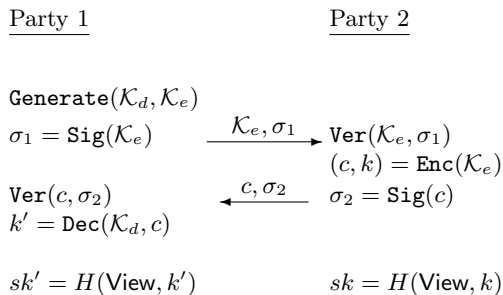 Party 1 Party 2
Generate(𝒦_d, 𝒦_e)
σ_1 = Sig(𝒦_e) 𝒦_e, σ_1 Ver(𝒦_e, σ_1)
(c, k) = Enc(𝒦_e)
Ver(c, σ_2) c, σ_2 σ_2 = Sig(c)
k′ = Dec(𝒦_d, c)
sk′ = H(View, k′) sk = H(View, k)